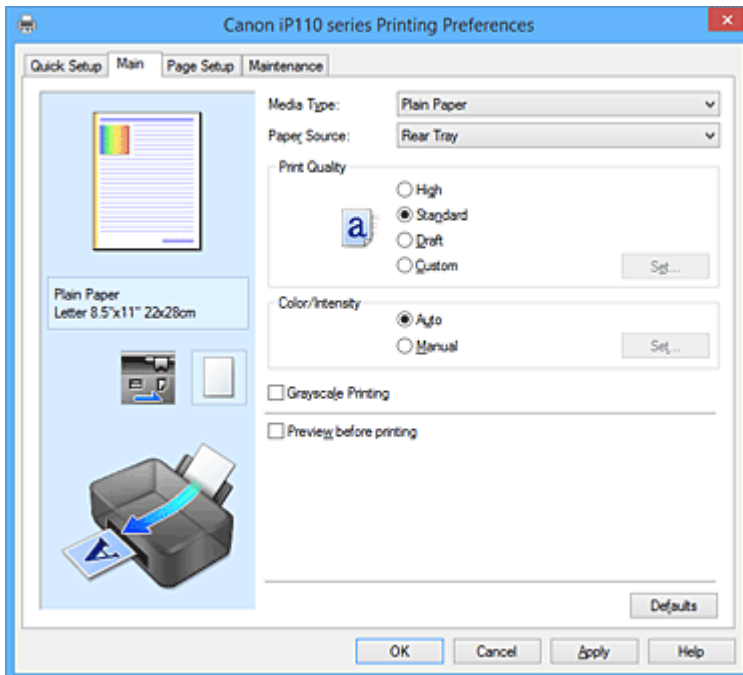 Canon iP110 series Printing Preferences
Quick Setup Main Page Setup Maintenance
Media Type: Plain Paper
Paper Source: Rear Tray
Print Quality
High
a Standard
Draft
Custom Set...
Plain Paper
Letter 8.5"x11" 22x28cm
Color/Intensity
Auto
Manual Set...
Grayscale Printing
Preview before printing
A
Defaults
OK Cancel Apply Help